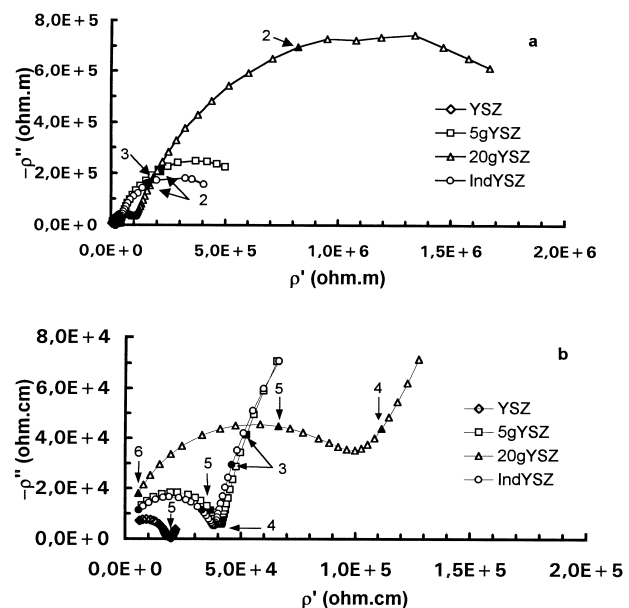 8,0E+5
6,0E+5
4,0E+5
2,0E+5
0,0E+0
−ρ" (ohm.m)
2
a
3
2
YSZ
5gYSZ
20gYSZ
IndYSZ
0,0E+0 5,0E+5 1,0E+6 1,5E+6 2,0E+6
ρ' (ohm.m)
8,0E+4
6,0E+4
4,0E+4
2,0E+4
0,0E+0
−ρ" (ohm.cm)
b
5
4
6
5
3
5
4
YSZ
5gYSZ
20gYSZ
IndYSZ
0,0E+0 5,0E+4 1,0E+5 1,5E+5 2,0E+5
ρ' (ohm.cm)